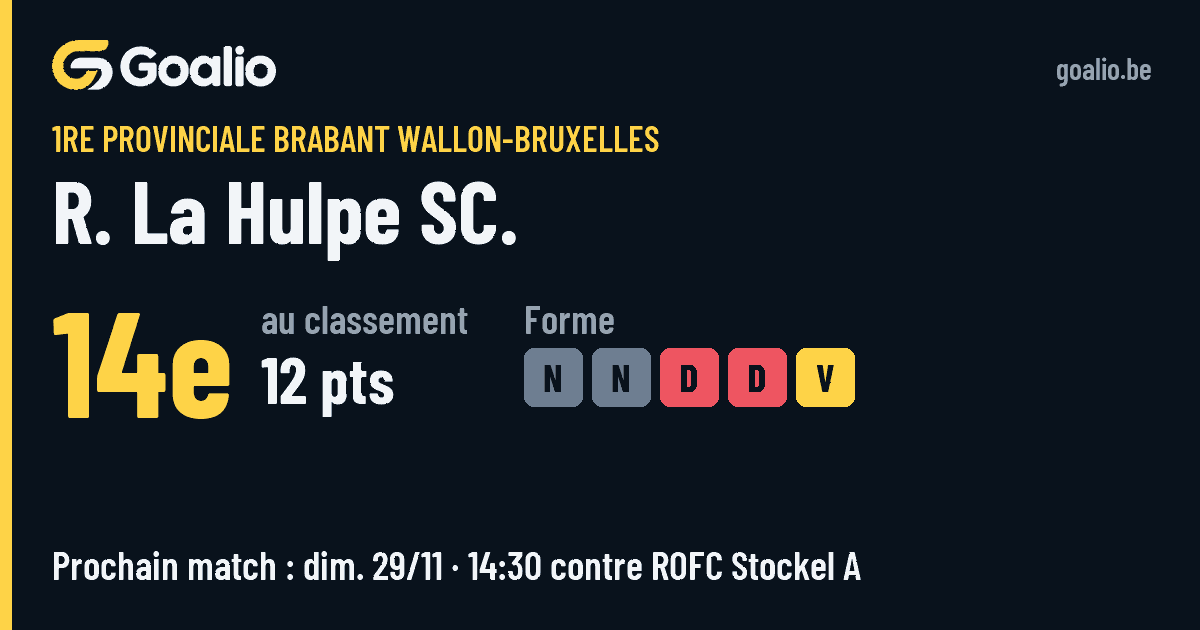 Goalio
goalio.be
1RE PROVINCIALE BRABANT WALLON-BRUXELLES
R. La Hulpe SC.
14e
au classement
12 pts
Forme
N N D D V
Prochain match : dim. 29/11 · 14:30 contre ROFC Stockel A